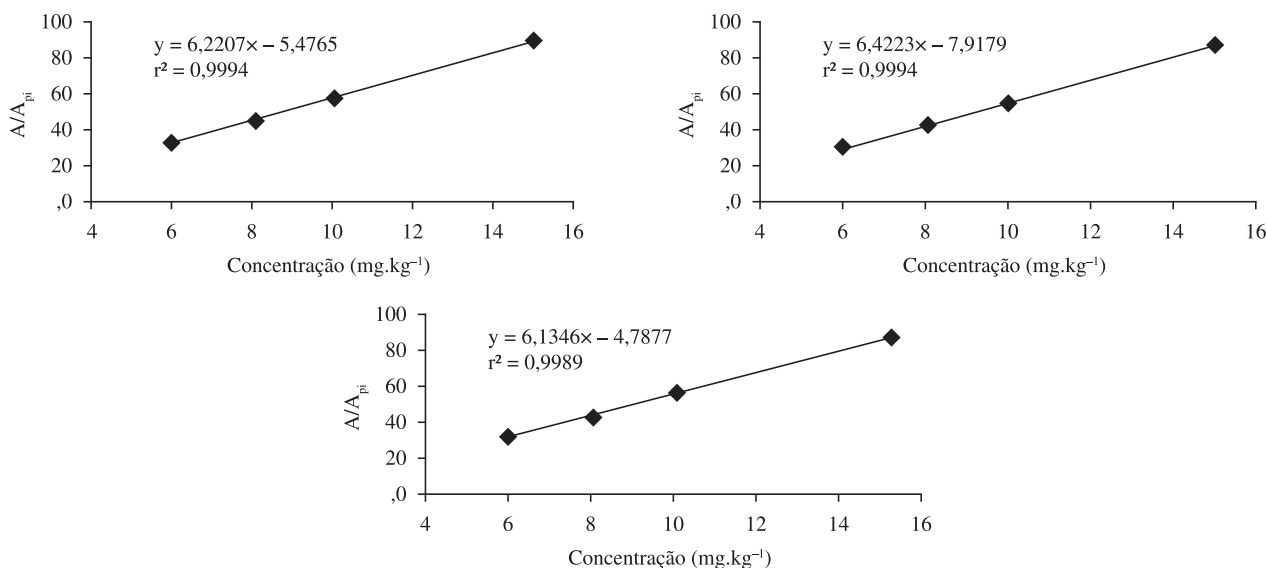 y = 6,2207× − 5,4765
r² = 0,9994
A/Api
100
80
60
40
20
,0
4 6 8 10 12 14 16
Concentração (mg.kg⁻¹)
y = 6,4223× − 7,9179
r² = 0,9994
A/Api
100
80
60
40
20
,0
4 6 8 10 12 14 16
Concentração (mg.kg⁻¹)
y = 6,1346× − 4,7877
r² = 0,9989
A/Api
100
80
60
40
20
,0
4 6 8 10 12 14 16
Concentração (mg.kg⁻¹)